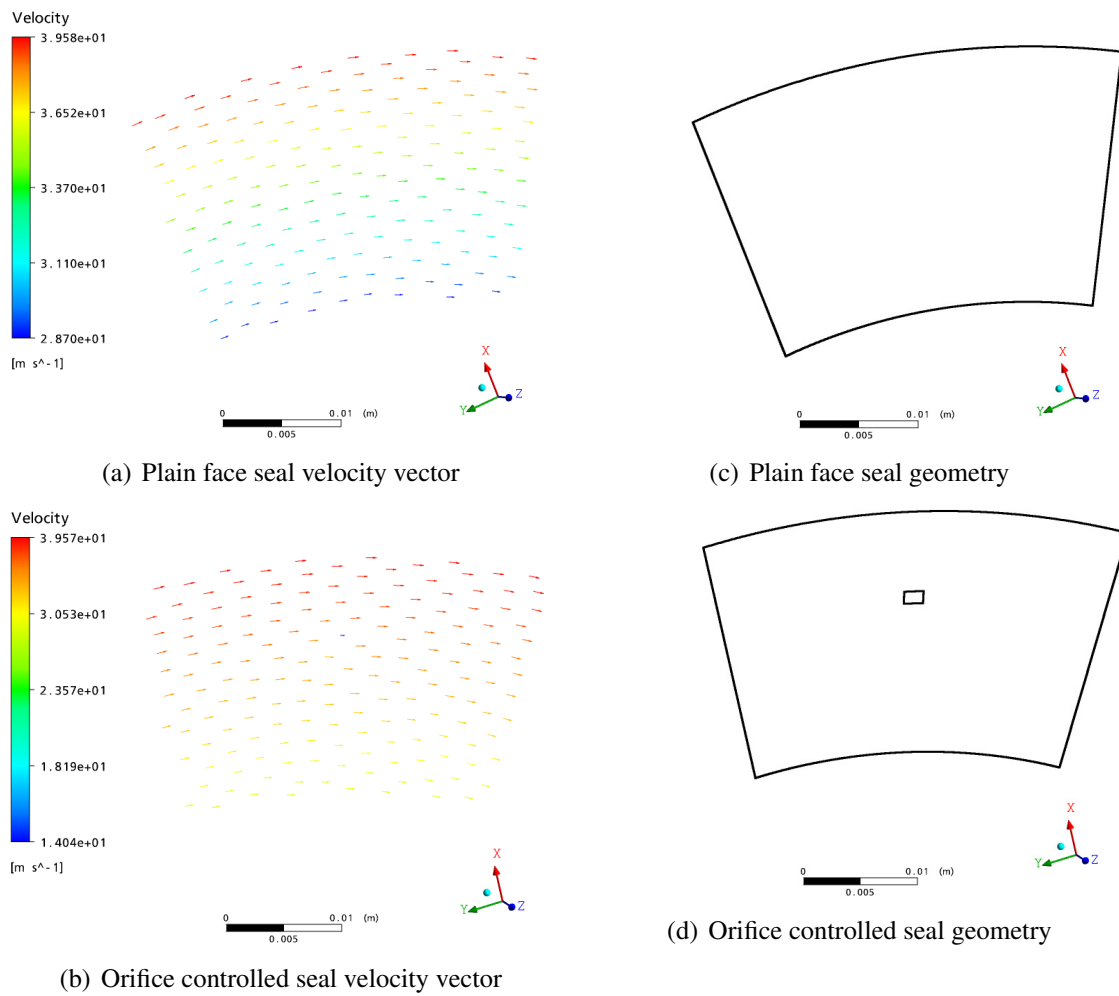 Velocity
3.958e+01
3.652e+01
3.370e+01
3.110e+01
2.870e+01
[m s^-1]
X
Y
Z
0 0.01 (m)
0.005
(a) Plain face seal velocity vector
X
Y
Z
0 0.01 (m)
0.005
(c) Plain face seal geometry
Velocity
3.957e+01
3.053e+01
2.357e+01
1.819e+01
1.404e+01
[m s^-1]
X
Y
Z
0 0.01 (m)
0.005
(b) Orifice controlled seal velocity vector
X
Y
Z
0 0.01 (m)
0.005
(d) Orifice controlled seal geometry